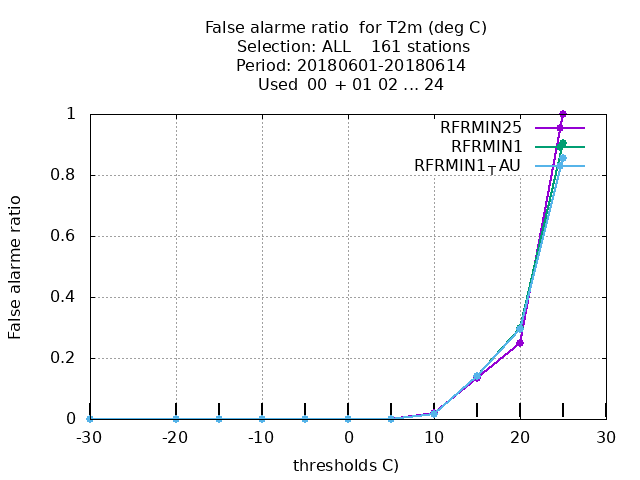 False alarme ratio  for T2m (deg C)
Selection: ALL    161 stations
Period: 20180601-20180614
Used  00 + 01 02 ... 24
1
0.8
0.6
0.4
0.2
0
False alarme ratio
RFRMIN25
RFRMIN1
RFRMIN1_TAU
-30 -20 -10 0 10 20 30
thresholds C)